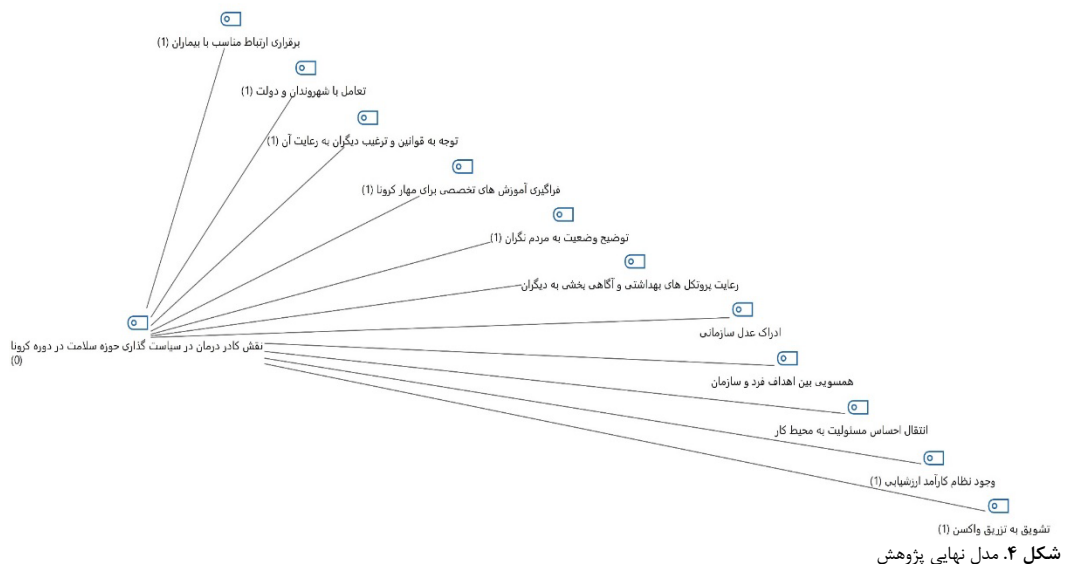 برقراری ارتباط مناسب با بیماران (1)
تعامل با شهروندان و دولت (1)
توجه به قوانین و ترغیب دیگران به رعایت آن (1)
فراگیری آموزش های تخصصی برای مهار کرونا (1)
توضیح وضعیت به مردم نگران (1)
رعایت پروتکل های بهداشتی و آگاهی بخشی به دیگران
ادراک عدل سازمانی
نقش کادر درمان در سیاست گذاری حوزه سلامت در دوره کرونا
(0)
همسویی بین اهداف فرد و سازمان
انتقال احساس مسئولیت به محیط کار
وجود نظام کارآمد ارزشیابی (1)
تشویق به تزریق واکسن (1)
شکل ۴. مدل نهایی پژوهش